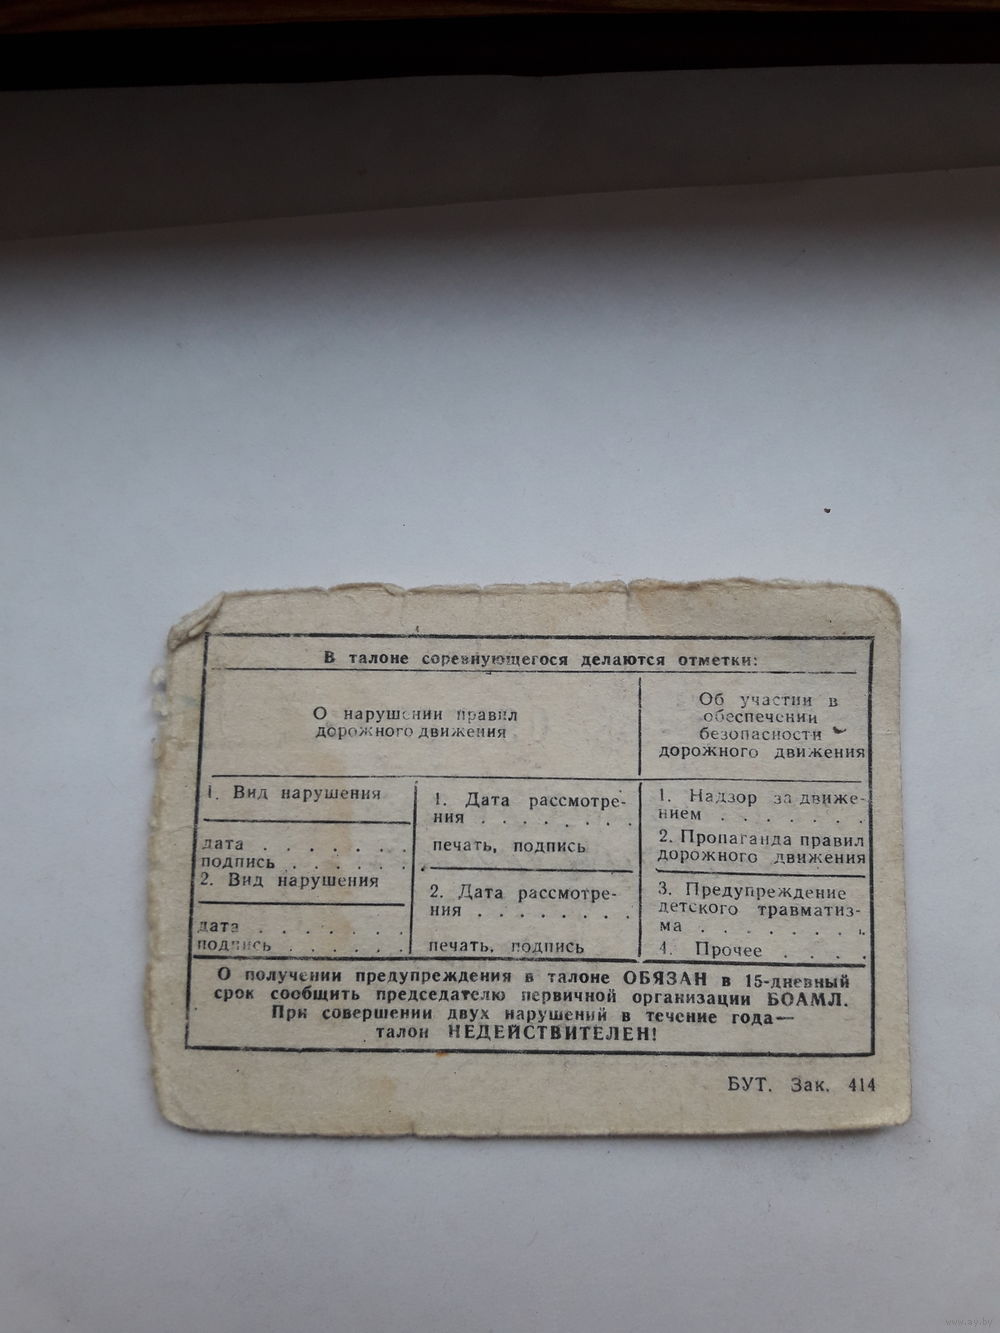 В талоне соревнующегося делаются отметки:
О нарушении правил
дорожного движения
Об участии в
обеспечении
безопасности
дорожного движения
1. Вид нарушения
дата . . . . . . .
подпись . . . . . .
2. Вид нарушения
дата . . . . . . .
подпись . . . . . .
1. Дата рассмотре-
ния . . . . . . .
печать, подпись
2. Дата рассмотре-
ния . . . . . . .
печать, подпись
1. Надзор за движе-
нием . . . . . . .
2. Пропаганда правил
дорожного движения
3. Предупреждение
детского травматиз-
ма . . . . . . .
4. Прочее . . . .
О получении предупреждения в талоне ОБЯЗАН в 15-дневный
срок сообщить председателю первичной организации БОАМЛ.
При совершении двух нарушений в течение года—
талон НЕДЕЙСТВИТЕЛЕН!
БУТ. Зак. 414
www.ay.by